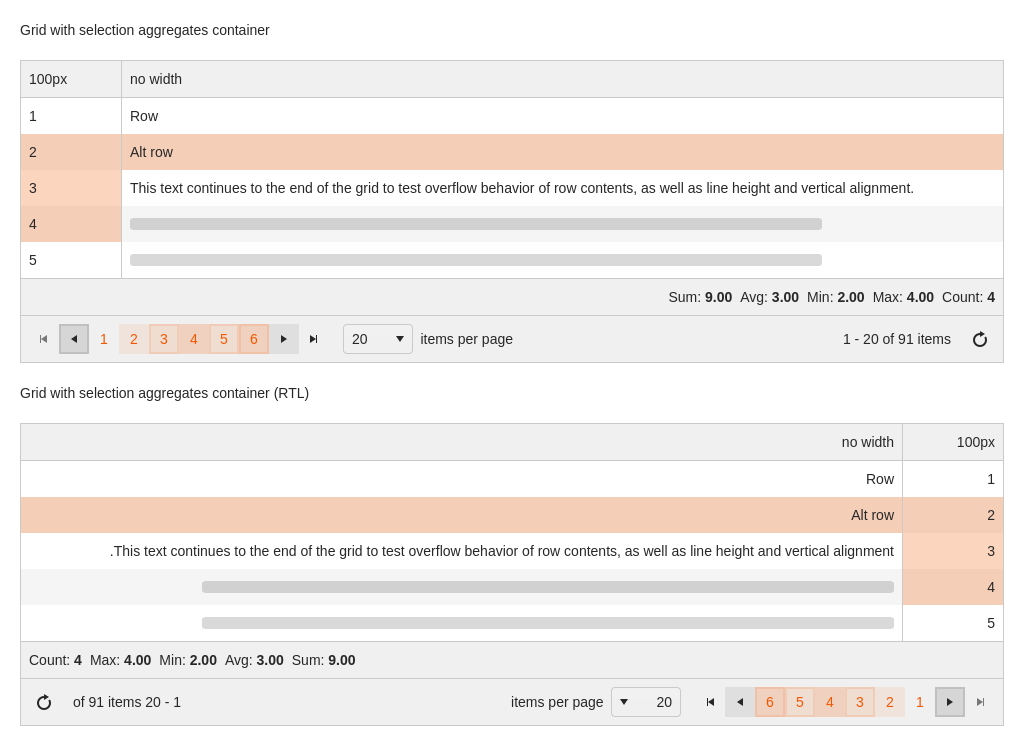 Grid with selection aggregates container
100px no width
1 Row
2 Alt row
3 This text continues to the end of the grid to test overflow behavior of row contents, as well as line height and vertical alignment.
4
5
Sum: 9.00 Avg: 3.00 Min: 2.00 Max: 4.00 Count: 4
1 2 3 4 5 6 20 items per page 1 - 20 of 91 items
Grid with selection aggregates container (RTL)
no width 100px
Row 1
Alt row 2
.This text continues to the end of the grid to test overflow behavior of row contents, as well as line height and vertical alignment 3
4
5
Count: 4 Max: 4.00 Min: 2.00 Avg: 3.00 Sum: 9.00
of 91 items 20 - 1 items per page 20 6 5 4 3 2 1